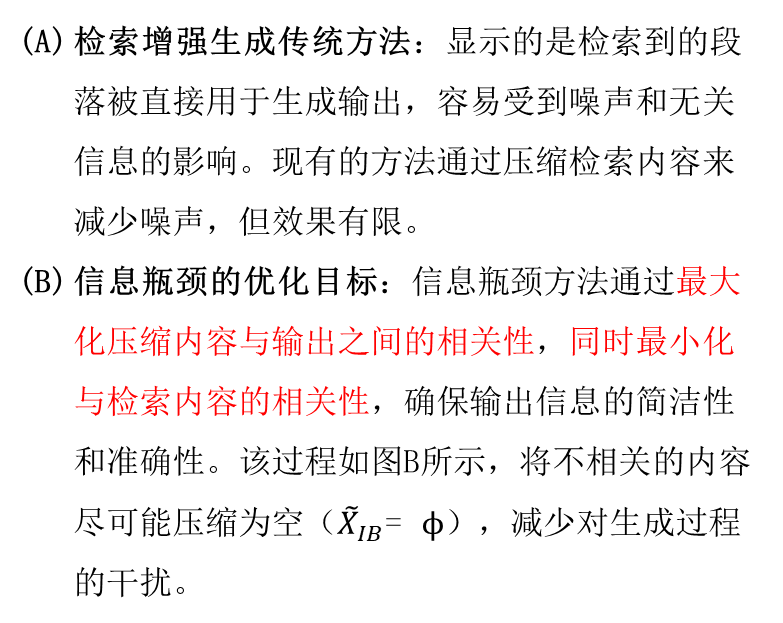 (A) 检索增强生成传统方法：显示的是检索到的段
落被直接用于生成输出，容易受到噪声和无关
信息的影响。现有的方法通过压缩检索内容来
减少噪声，但效果有限。
(B) 信息瓶颈的优化目标：信息瓶颈方法通过最大
化压缩内容与输出之间的相关性，同时最小化
与检索内容的相关性，确保输出信息的简洁性
和准确性。该过程如图B所示，将不相关的内容
尽可能压缩为空（X̃_IB= ϕ），减少对生成过程
的干扰。